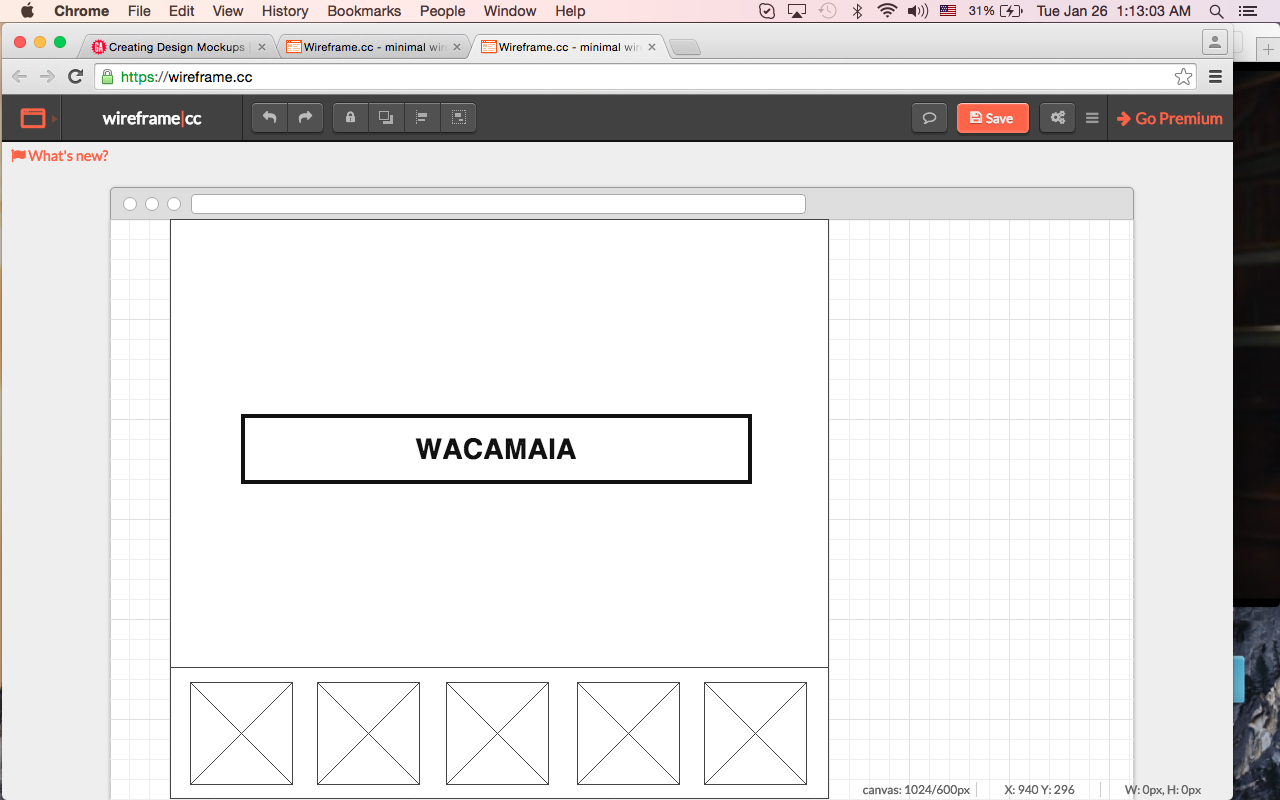 Chrome File Edit View History Bookmarks People Window Help 31% Tue Jan 26 1:13:03 AM
Creating Design Mockups Wireframe.cc - minimal wir Wireframe.cc - minimal wir
https://wireframe.cc
wireframe|cc Save Go Premium
What's new?
WACAMAIA
canvas: 1024/600px X: 940 Y: 296 W: 0px, H: 0px